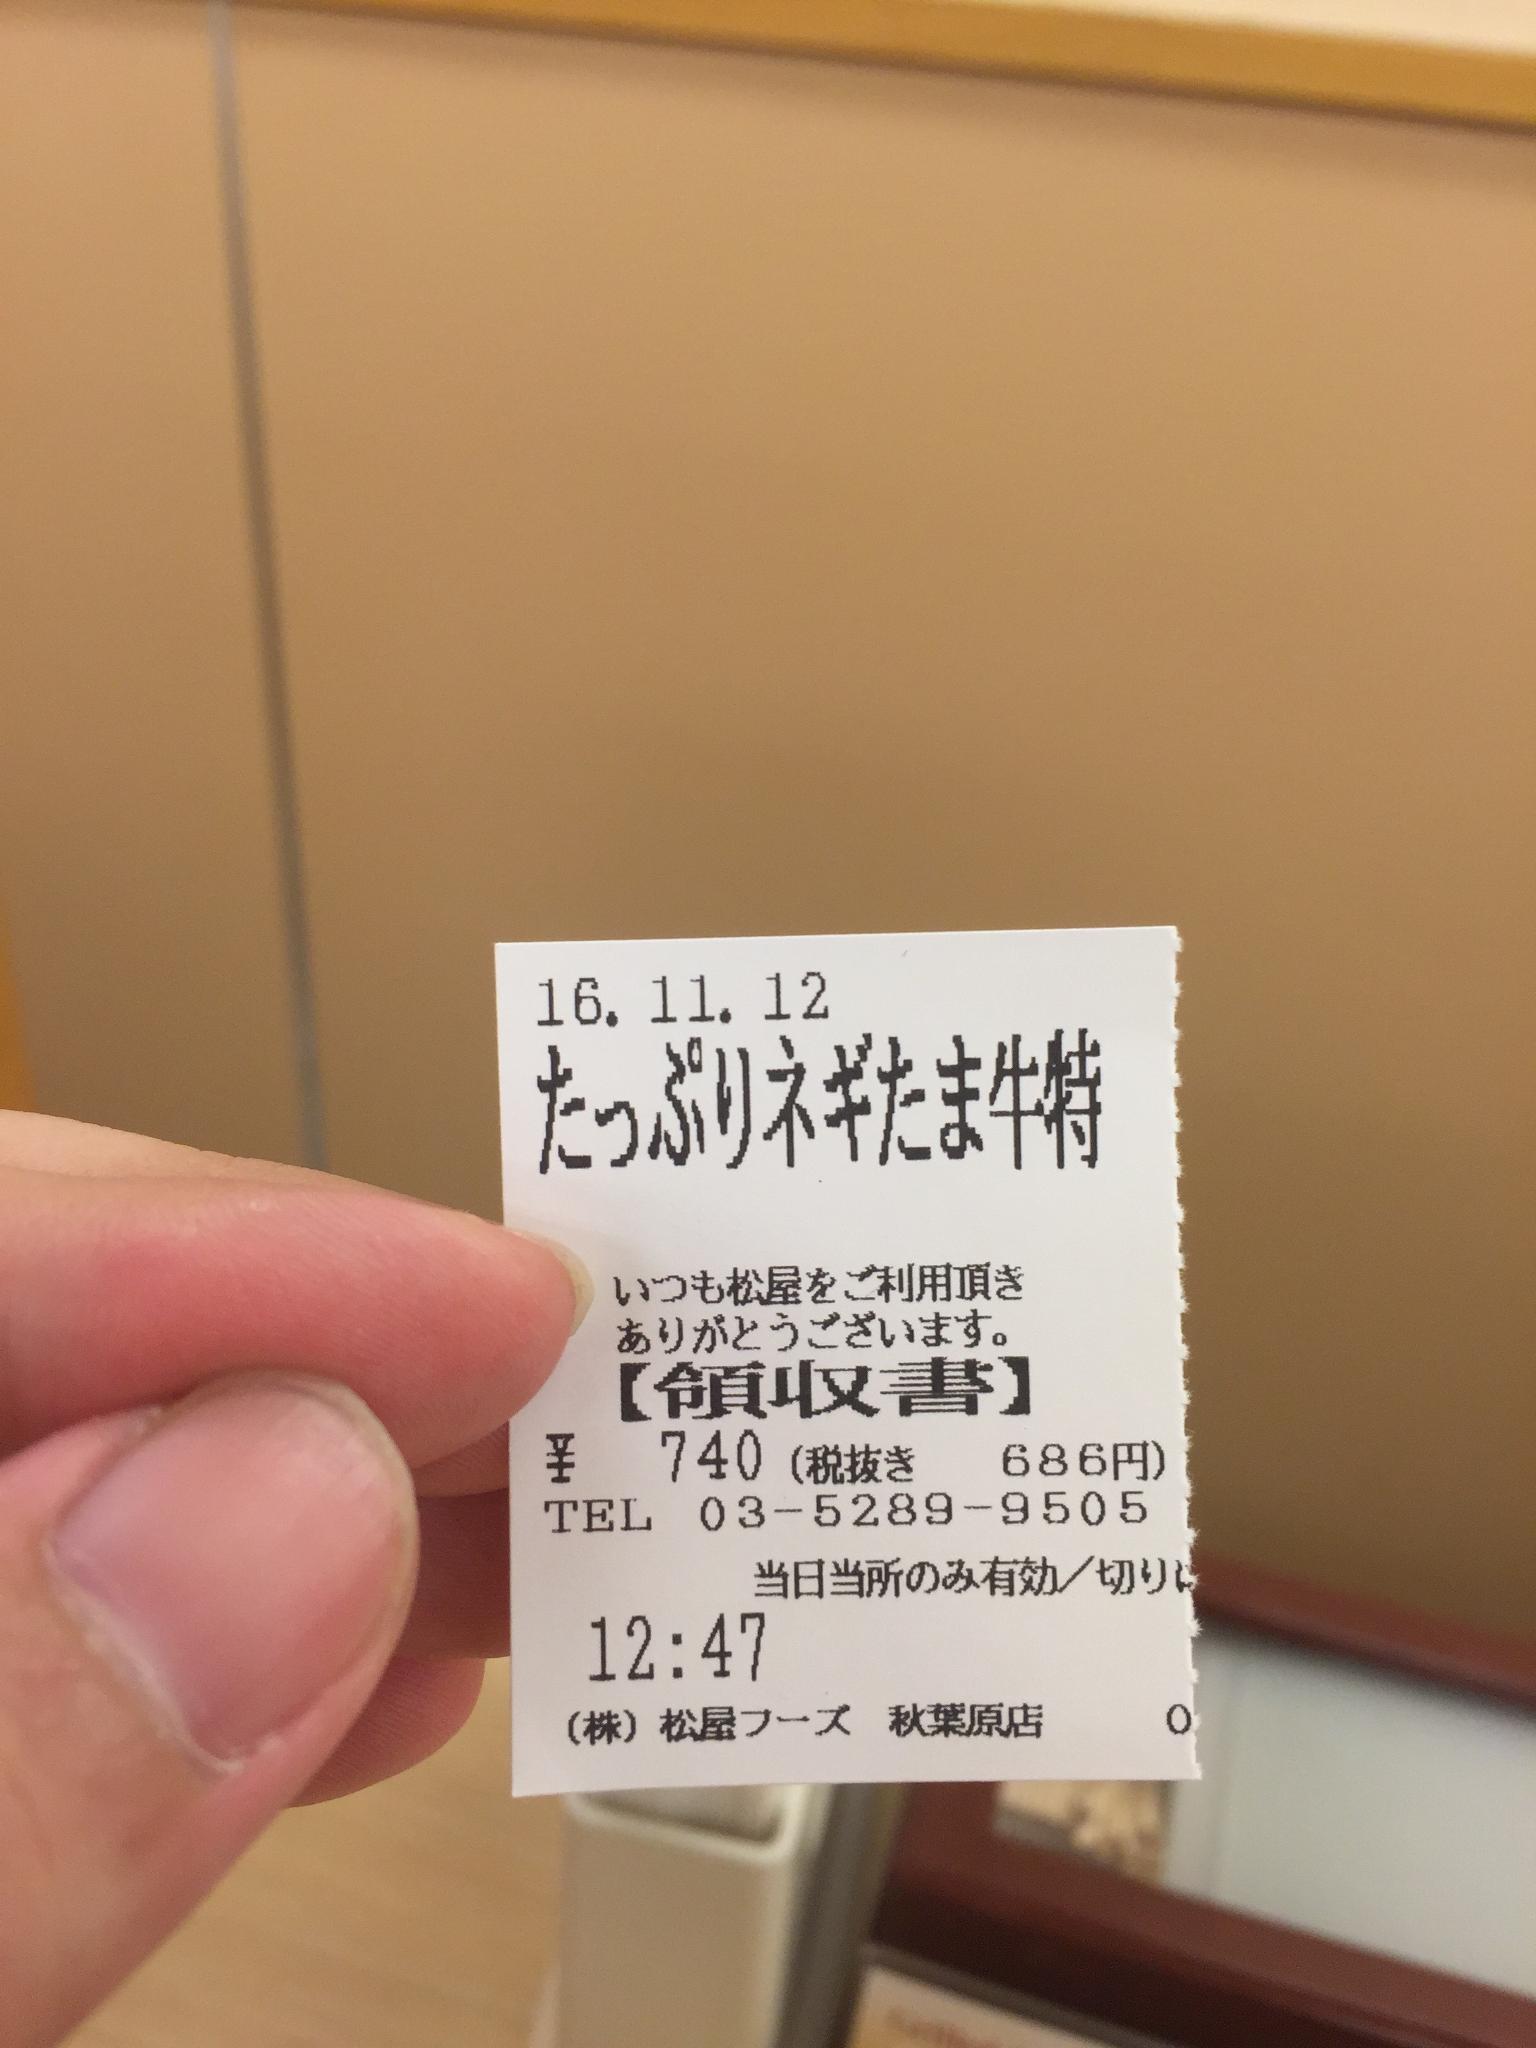 16.11.12
たっぷりネギたま牛特
いつも松屋をご利用頂き
ありがとうございます。
【領収書】
¥ 740 (税抜き 686円)
TEL 03-5289-9505
当日当所のみ有効/切り
12:47
(株) 松屋フーズ 秋葉原店 0